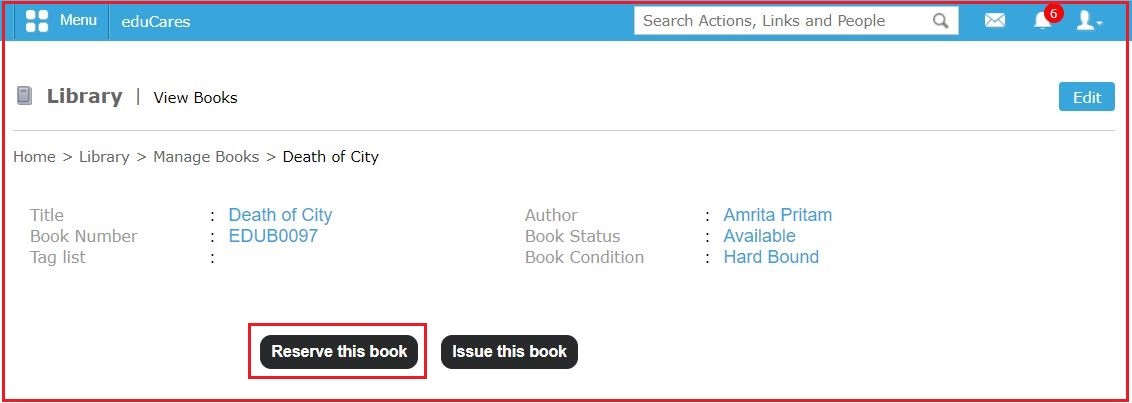 Menu eduCares Search Actions, Links and People 6
Library | View Books Edit
Home > Library > Manage Books > Death of City
Title : Death of City Author : Amrita Pritam
Book Number : EDUB0097 Book Status : Available
Tag list : Book Condition : Hard Bound
Reserve this book Issue this book